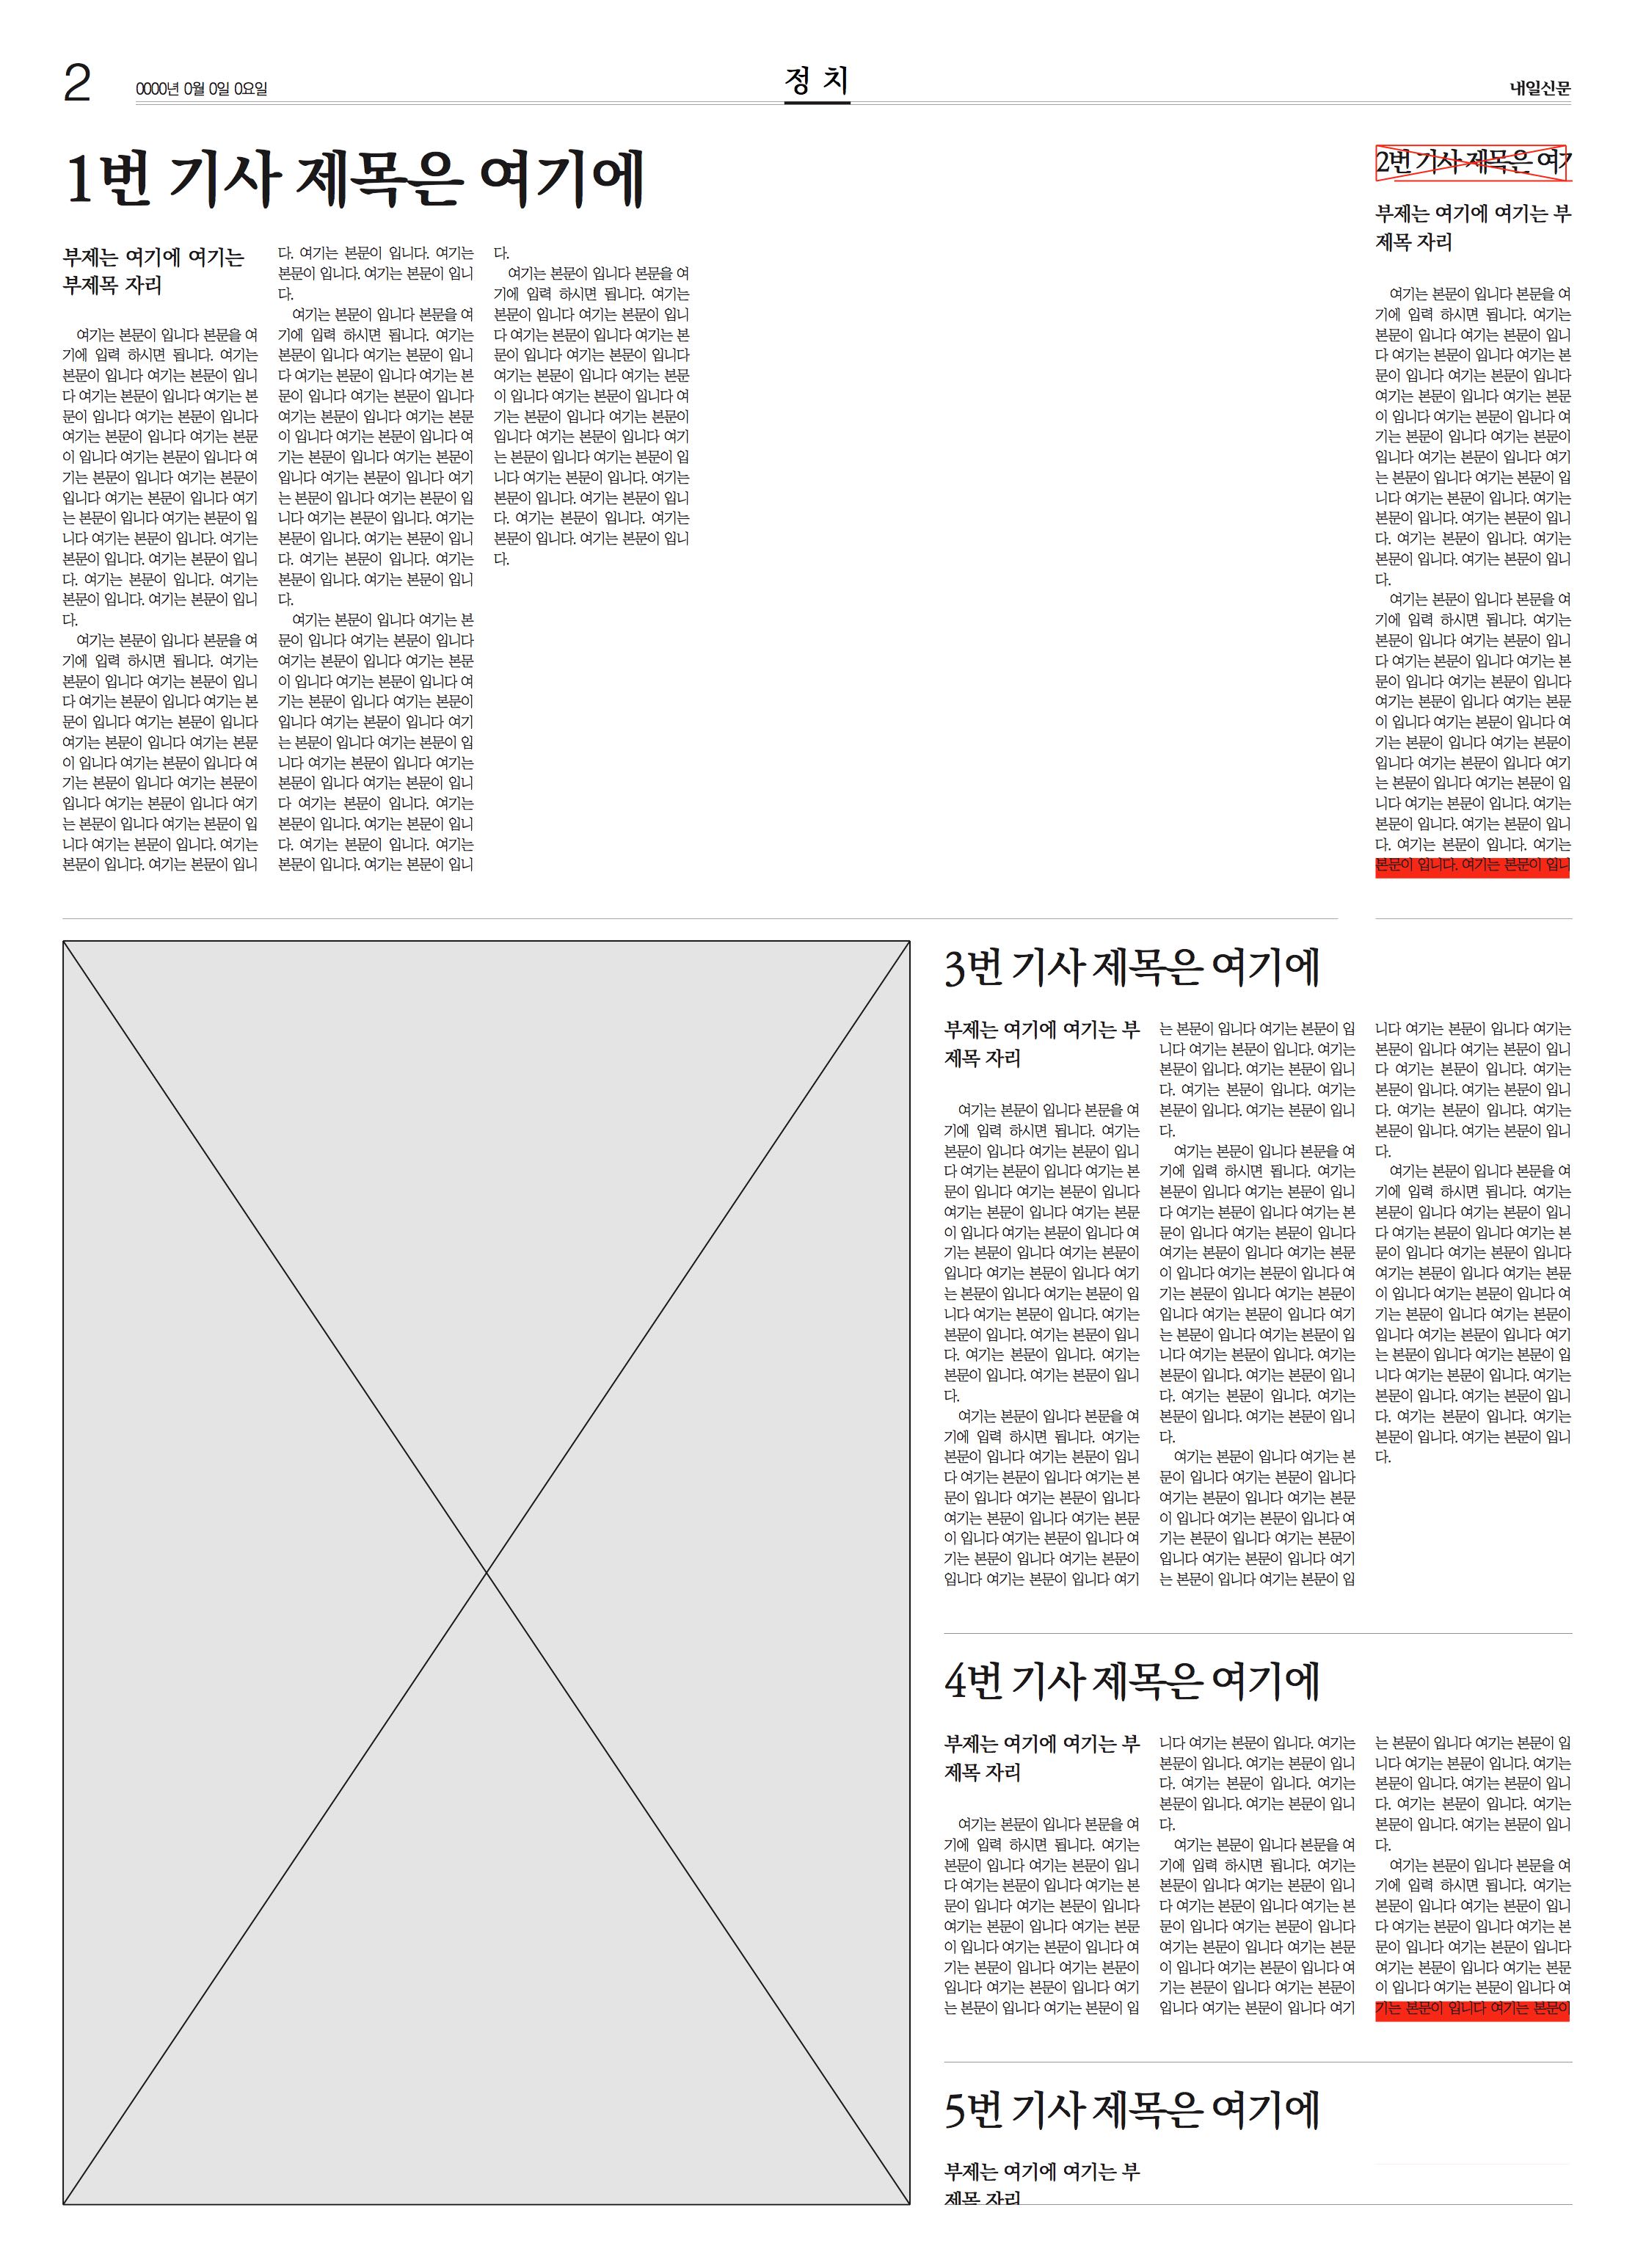 2
0000년 0월 0일 0요일
정 치
내일신문
1번 기사 제목은 여기에
부제는 여기에 여기는
부제목 자리
여기는 본문이 입니다 본문을 여
기에 입력 하시면 됩니다. 여기는
본문이 입니다 여기는 본문이 입니
다 여기는 본문이 입니다 여기는 본
문이 입니다 여기는 본문이 입니다
여기는 본문이 입니다 여기는 본문
이 입니다 여기는 본문이 입니다 여
기는 본문이 입니다 여기는 본문이
입니다 여기는 본문이 입니다 여기
는 본문이 입니다 여기는 본문이 입
니다 여기는 본문이 입니다. 여기는
본문이 입니다. 여기는 본문이 입니
다. 여기는 본문이 입니다. 여기는
본문이 입니다. 여기는 본문이 입니
다.
여기는 본문이 입니다 본문을 여
기에 입력 하시면 됩니다. 여기는
본문이 입니다 여기는 본문이 입니
다 여기는 본문이 입니다 여기는 본
문이 입니다 여기는 본문이 입니다
여기는 본문이 입니다 여기는 본문
이 입니다 여기는 본문이 입니다 여
기는 본문이 입니다 여기는 본문이
입니다 여기는 본문이 입니다 여기
는 본문이 입니다 여기는 본문이 입
니다 여기는 본문이 입니다. 여기는
본문이 입니다. 여기는 본문이 입니
다. 여기는 본문이 입니다. 여기는
본문이 입니다. 여기는 본문이 입니
다.
여기는 본문이 입니다 본문을 여
기에 입력 하시면 됩니다. 여기는
본문이 입니다 여기는 본문이 입니
다 여기는 본문이 입니다 여기는 본
문이 입니다 여기는 본문이 입니다
여기는 본문이 입니다 여기는 본문
이 입니다 여기는 본문이 입니다 여
기는 본문이 입니다 여기는 본문이
입니다 여기는 본문이 입니다 여기
는 본문이 입니다 여기는 본문이 입
니다 여기는 본문이 입니다. 여기는
본문이 입니다. 여기는 본문이 입니
다. 여기는 본문이 입니다. 여기는
본문이 입니다. 여기는 본문이 입니
다.
여기는 본문이 입니다 여기는 본
문이 입니다 여기는 본문이 입니다
여기는 본문이 입니다 여기는 본문
이 입니다 여기는 본문이 입니다 여
기는 본문이 입니다 여기는 본문이
입니다 여기는 본문이 입니다 여기
는 본문이 입니다 여기는 본문이 입
니다 여기는 본문이 입니다 여기는
본문이 입니다 여기는 본문이 입니
다 여기는 본문이 입니다. 여기는
본문이 입니다. 여기는 본문이 입니
다. 여기는 본문이 입니다. 여기는
본문이 입니다. 여기는 본문이 입니
다.
여기는 본문이 입니다 본문을 여
기에 입력 하시면 됩니다. 여기는
본문이 입니다 여기는 본문이 입니
다 여기는 본문이 입니다 여기는 본
문이 입니다 여기는 본문이 입니다
여기는 본문이 입니다 여기는 본문
이 입니다 여기는 본문이 입니다 여
기는 본문이 입니다 여기는 본문이
입니다 여기는 본문이 입니다 여기
는 본문이 입니다 여기는 본문이 입
니다 여기는 본문이 입니다. 여기는
본문이 입니다. 여기는 본문이 입니
다. 여기는 본문이 입니다. 여기는
본문이 입니다. 여기는 본문이 입니
다.
2번 기사 제목은 여기
부제는 여기에 여기는 부
제목 자리
여기는 본문이 입니다 본문을 여
기에 입력 하시면 됩니다. 여기는
본문이 입니다 여기는 본문이 입니
다 여기는 본문이 입니다 여기는 본
문이 입니다 여기는 본문이 입니다
여기는 본문이 입니다 여기는 본문
이 입니다 여기는 본문이 입니다 여
기는 본문이 입니다 여기는 본문이
입니다 여기는 본문이 입니다 여기
는 본문이 입니다 여기는 본문이 입
니다 여기는 본문이 입니다. 여기는
본문이 입니다. 여기는 본문이 입니
다. 여기는 본문이 입니다. 여기는
본문이 입니다. 여기는 본문이 입니
다.
여기는 본문이 입니다 본문을 여
기에 입력 하시면 됩니다. 여기는
본문이 입니다 여기는 본문이 입니
다 여기는 본문이 입니다 여기는 본
문이 입니다 여기는 본문이 입니다
여기는 본문이 입니다 여기는 본문
이 입니다 여기는 본문이 입니다 여
기는 본문이 입니다 여기는 본문이
입니다 여기는 본문이 입니다 여기
는 본문이 입니다 여기는 본문이 입
니다 여기는 본문이 입니다. 여기는
본문이 입니다. 여기는 본문이 입니
다. 여기는 본문이 입니다. 여기는
본문이 입니다. 여기는 본문이 입니
3번 기사 제목은 여기에
부제는 여기에 여기는 부
제목 자리
여기는 본문이 입니다 본문을 여
기에 입력 하시면 됩니다. 여기는
본문이 입니다 여기는 본문이 입니
다 여기는 본문이 입니다 여기는 본
문이 입니다 여기는 본문이 입니다
여기는 본문이 입니다 여기는 본문
이 입니다 여기는 본문이 입니다 여
기는 본문이 입니다 여기는 본문이
입니다 여기는 본문이 입니다 여기
는 본문이 입니다 여기는 본문이 입
니다 여기는 본문이 입니다. 여기는
본문이 입니다. 여기는 본문이 입니
다. 여기는 본문이 입니다. 여기는
본문이 입니다. 여기는 본문이 입니
다.
여기는 본문이 입니다 본문을 여
기에 입력 하시면 됩니다. 여기는
본문이 입니다 여기는 본문이 입니
다 여기는 본문이 입니다 여기는 본
문이 입니다 여기는 본문이 입니다
여기는 본문이 입니다 여기는 본문
이 입니다 여기는 본문이 입니다 여
기는 본문이 입니다 여기는 본문이
입니다 여기는 본문이 입니다 여기
는 본문이 입니다 여기는 본문이 입
니다 여기는 본문이 입니다. 여기는
본문이 입니다. 여기는 본문이 입니
다. 여기는 본문이 입니다. 여기는
본문이 입니다. 여기는 본문이 입니
다.
여기는 본문이 입니다 본문을 여
기에 입력 하시면 됩니다. 여기는
본문이 입니다 여기는 본문이 입니
다 여기는 본문이 입니다 여기는 본
문이 입니다 여기는 본문이 입니다
여기는 본문이 입니다 여기는 본문
이 입니다 여기는 본문이 입니다 여
기는 본문이 입니다 여기는 본문이
입니다 여기는 본문이 입니다 여기
는 본문이 입니다 여기는 본문이 입
니다 여기는 본문이 입니다. 여기는
본문이 입니다. 여기는 본문이 입니
다. 여기는 본문이 입니다. 여기는
본문이 입니다. 여기는 본문이 입니
다.
여기는 본문이 입니다 여기는 본
문이 입니다 여기는 본문이 입니다
여기는 본문이 입니다 여기는 본문
이 입니다 여기는 본문이 입니다 여
기는 본문이 입니다 여기는 본문이
입니다 여기는 본문이 입니다 여기
는 본문이 입니다 여기는 본문이 입
니다 여기는 본문이 입니다 여기는
본문이 입니다 여기는 본문이 입니
다 여기는 본문이 입니다. 여기는
본문이 입니다. 여기는 본문이 입니
다. 여기는 본문이 입니다. 여기는
본문이 입니다. 여기는 본문이 입니
다.
여기는 본문이 입니다 본문을 여
기에 입력 하시면 됩니다. 여기는
본문이 입니다 여기는 본문이 입니
다 여기는 본문이 입니다 여기는 본
문이 입니다 여기는 본문이 입니다
여기는 본문이 입니다 여기는 본문
이 입니다 여기는 본문이 입니다 여
기는 본문이 입니다 여기는 본문이
입니다 여기는 본문이 입니다 여기
는 본문이 입니다 여기는 본문이 입
니다 여기는 본문이 입니다. 여기는
본문이 입니다. 여기는 본문이 입니
다. 여기는 본문이 입니다. 여기는
본문이 입니다. 여기는 본문이 입니
다.
4번 기사 제목은 여기에
부제는 여기에 여기는 부
제목 자리
여기는 본문이 입니다 본문을 여
기에 입력 하시면 됩니다. 여기는
본문이 입니다 여기는 본문이 입니
다 여기는 본문이 입니다 여기는 본
문이 입니다 여기는 본문이 입니다
여기는 본문이 입니다 여기는 본문
이 입니다 여기는 본문이 입니다 여
기는 본문이 입니다 여기는 본문이
입니다 여기는 본문이 입니다 여기
는 본문이 입니다 여기는 본문이 입
니다 여기는 본문이 입니다. 여기는
본문이 입니다. 여기는 본문이 입니
다. 여기는 본문이 입니다. 여기는
본문이 입니다. 여기는 본문이 입니
다.
여기는 본문이 입니다 본문을 여
기에 입력 하시면 됩니다. 여기는
본문이 입니다 여기는 본문이 입니
다 여기는 본문이 입니다 여기는 본
문이 입니다 여기는 본문이 입니다
여기는 본문이 입니다 여기는 본문
이 입니다 여기는 본문이 입니다 여
기는 본문이 입니다 여기는 본문이
입니다 여기는 본문이 입니다 여기
는 본문이 입니다 여기는 본문이 입
니다 여기는 본문이 입니다. 여기는
본문이 입니다. 여기는 본문이 입니
다. 여기는 본문이 입니다. 여기는
본문이 입니다. 여기는 본문이 입니
다.
여기는 본문이 입니다 본문을 여
기에 입력 하시면 됩니다. 여기는
본문이 입니다 여기는 본문이 입니
다 여기는 본문이 입니다 여기는 본
문이 입니다 여기는 본문이 입니다
여기는 본문이 입니다 여기는 본문
이 입니다 여기는 본문이 입니다 여
기는 본문이 입니다 여기는 본문이
5번 기사 제목은 여기에
부제는 여기에 여기는 부
제목 자리